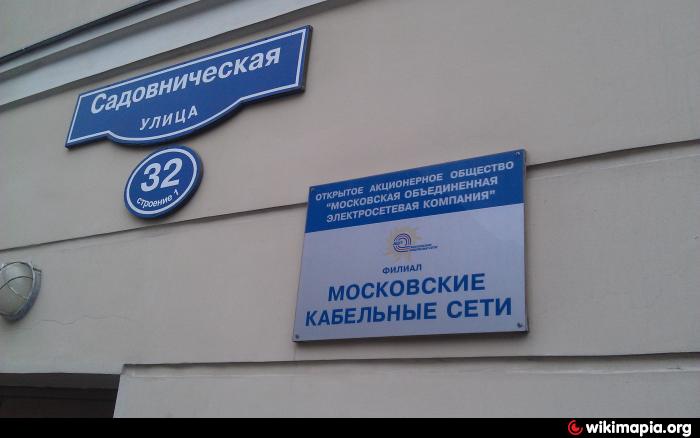 Садовническая
УЛИЦА
32
строение 1
ОТКРЫТОЕ АКЦИОНЕРНОЕ ОБЩЕСТВО
"МОСКОВСКАЯ ОБЪЕДИНЕННАЯ
ЭЛЕКТРОСЕТЕВАЯ КОМПАНИЯ"
ФИЛИАЛ
МОСКОВСКИЕ
КАБЕЛЬНЫЕ СЕТИ
wikimapia.org